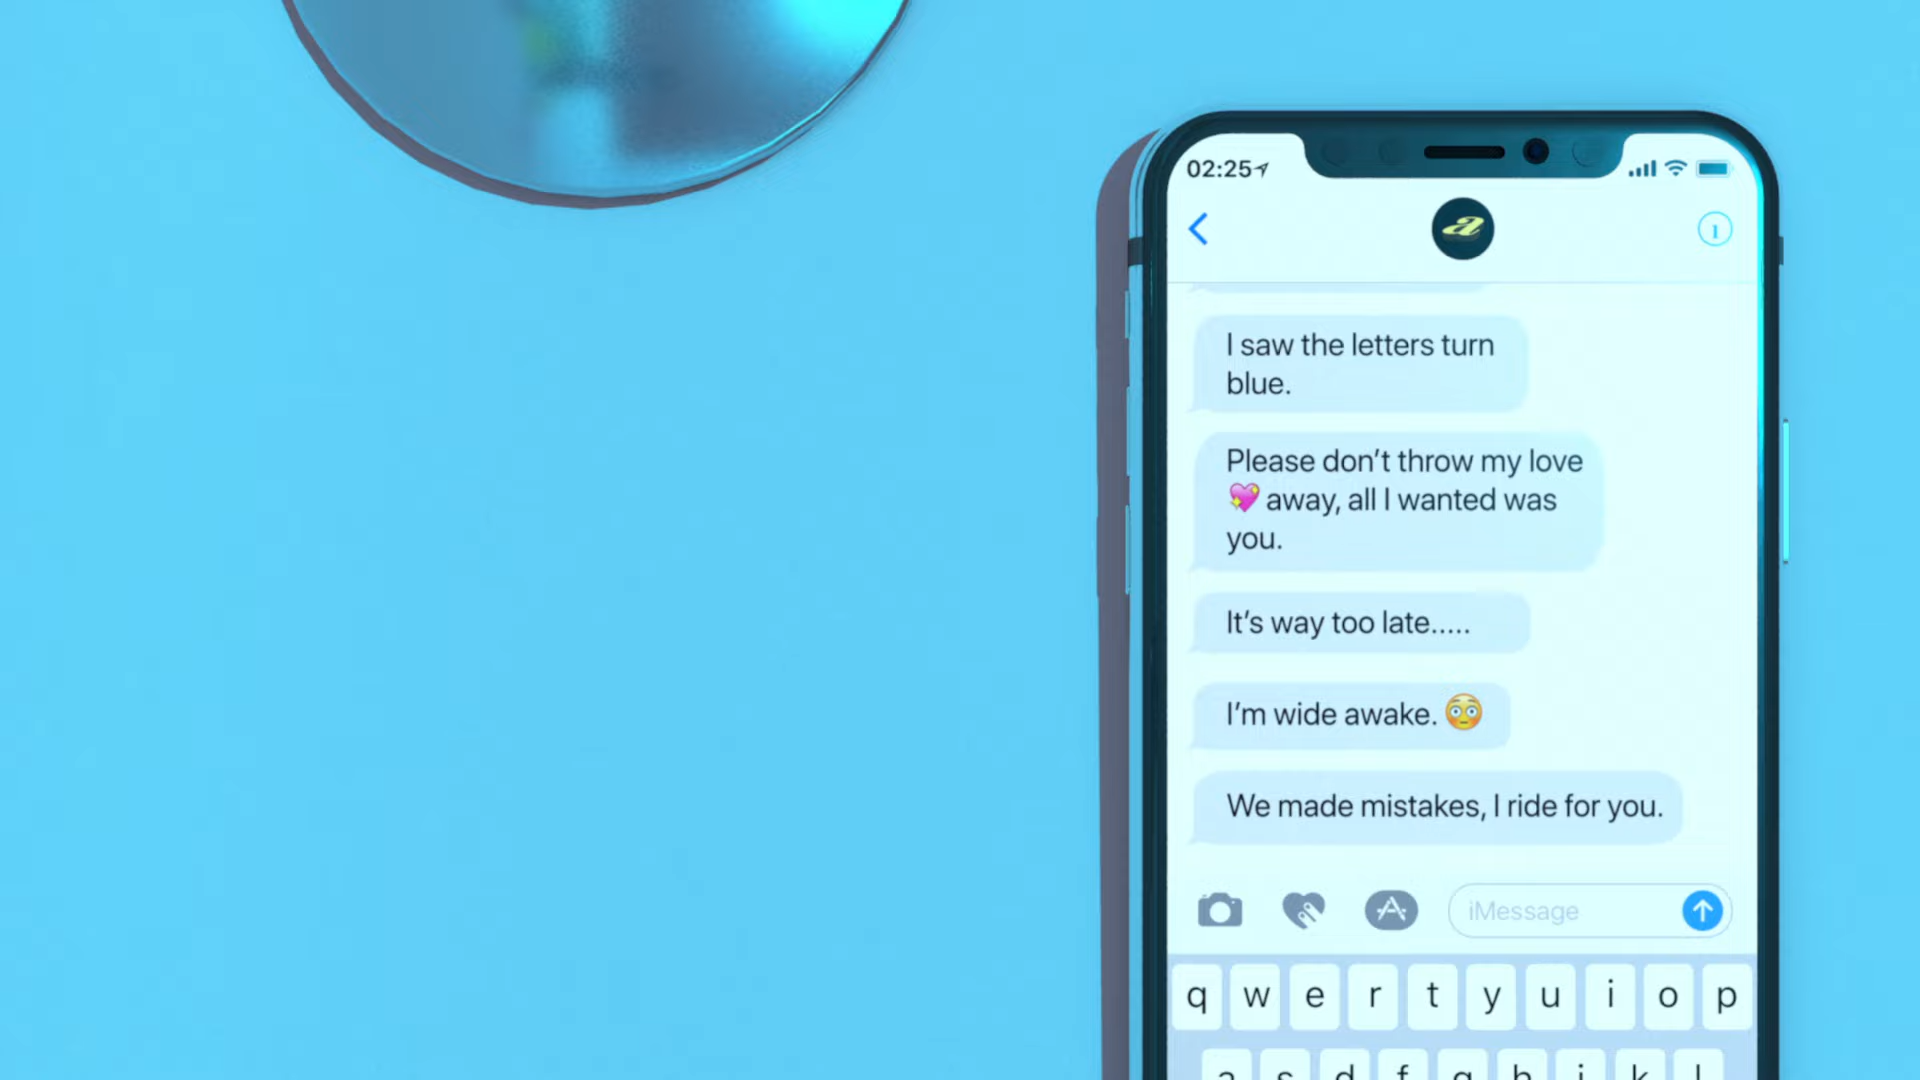 02:25
a
I saw the letters turn
blue.
Please don't throw my love
💖 away, all I wanted was
you.
It's way too late.....
I'm wide awake. 😳
We made mistakes, I ride for you.
iMessage
q w e r t y u i o p
a s d f g h j k l